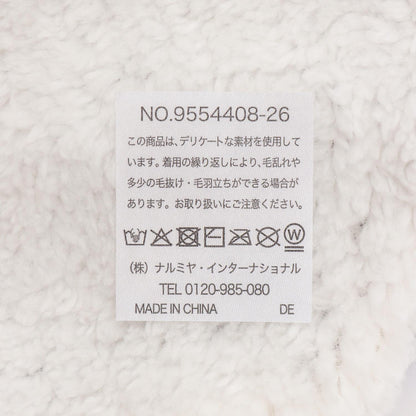 NO.9554408-26
この商品は、デリケートな素材を使用して
います。着用の繰り返しにより、毛乱れや
多少の毛抜け・毛羽立ちができる場合が
あります。お取り扱いにご注意ください。
W
(株) ナルミヤ・インターナショナル
TEL 0120-985-080
MADE IN CHINA DE